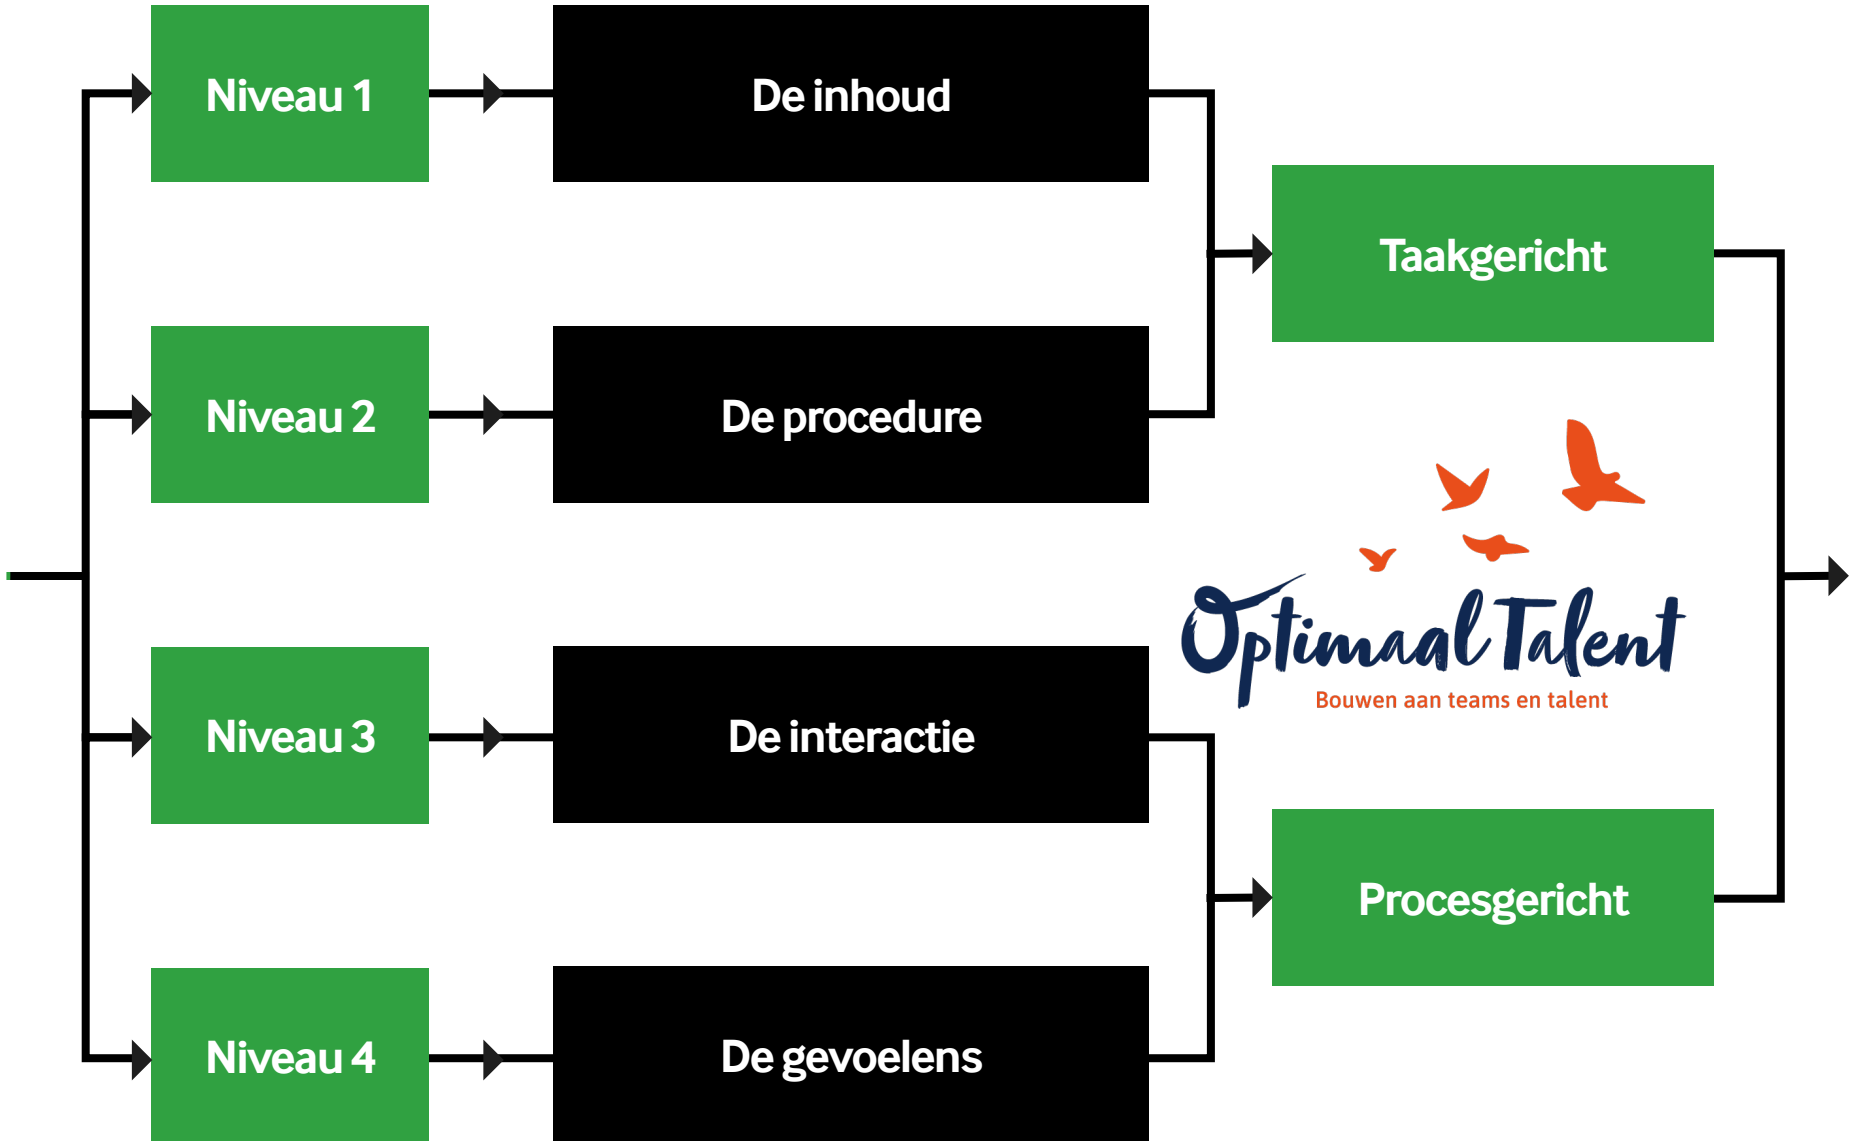 Niveau 1
De inhoud
Taakgericht
Niveau 2
De procedure
Optimaal Talent
Bouwen aan teams en talent
Niveau 3
De interactie
Procesgericht
Niveau 4
De gevoelens